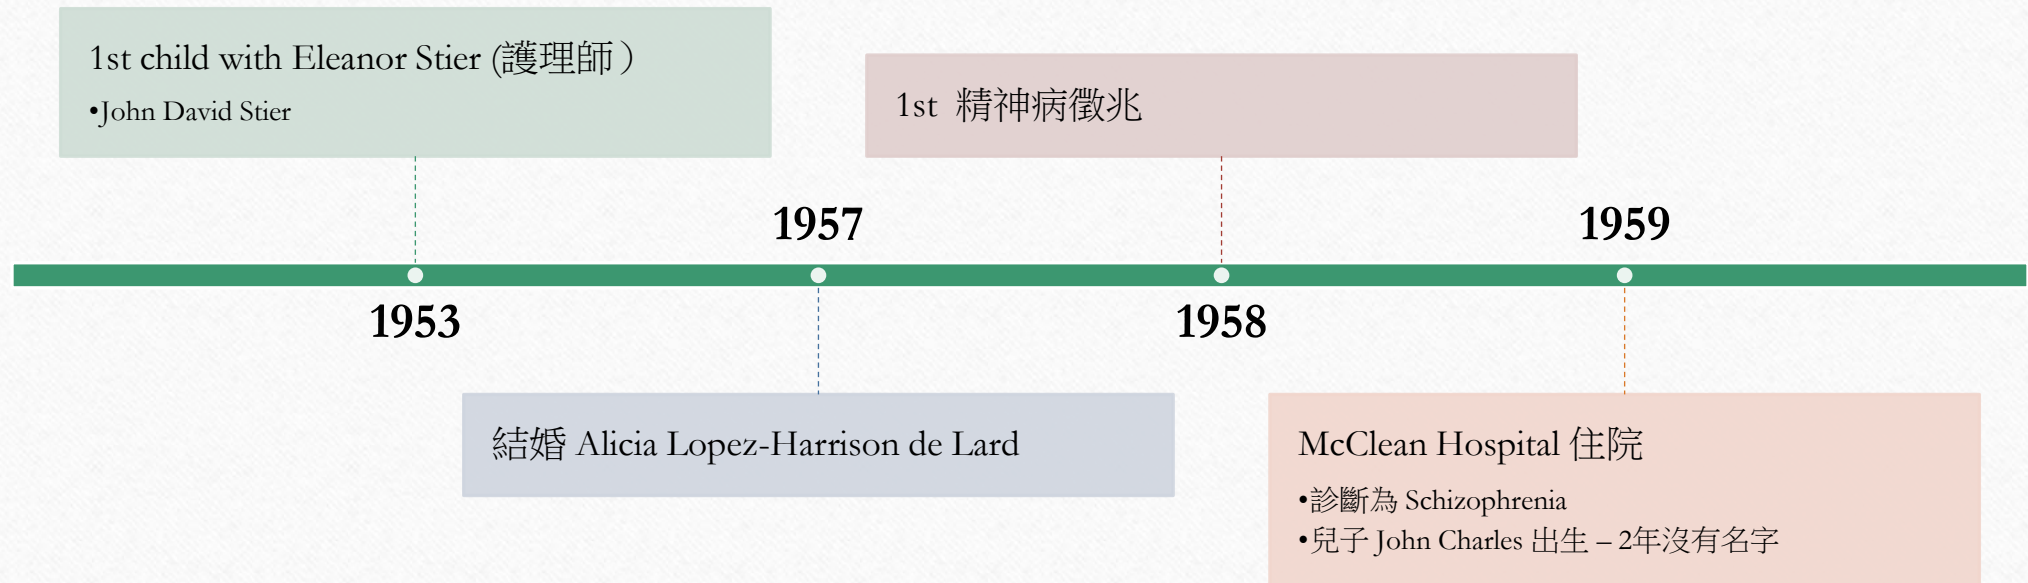 1st child with Eleanor Stier (護理師）
•John David Stier
1st 精神病徵兆
1957
1959
1953
1958
結婚 Alicia Lopez-Harrison de Lard
McClean Hospital 住院
•診斷為 Schizophrenia
•兒子 John Charles 出生 – 2年沒有名字